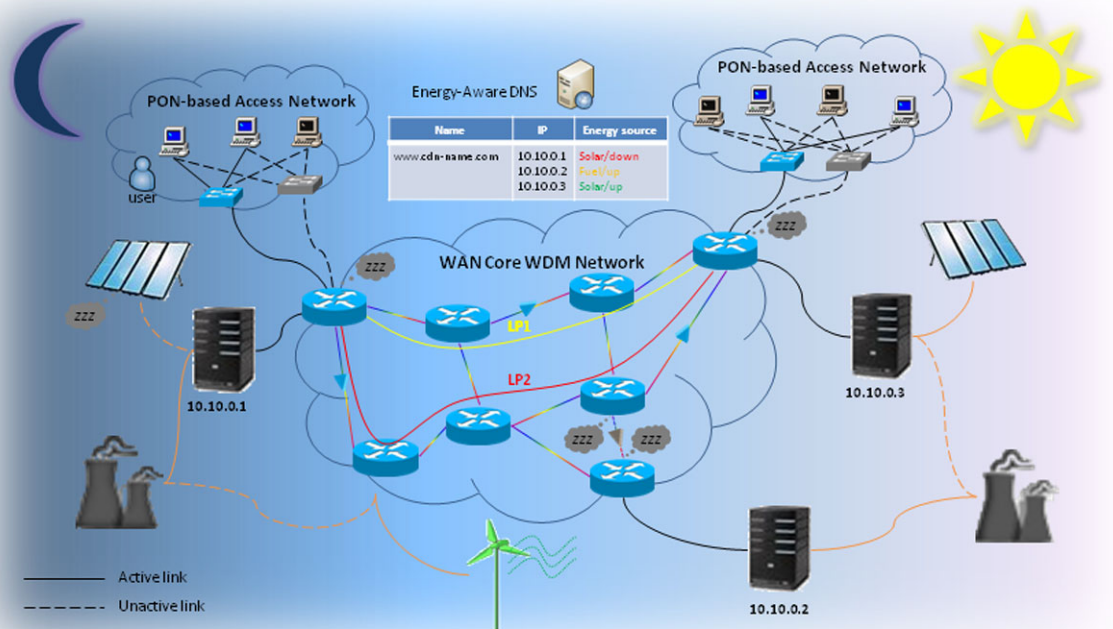 PON-based Access Network
PON-based Access Network
Energy-Aware DNS
Name IP Energy source
www.cdn-name.com 10.10.0.1 Solar/down
10.10.0.2 Fuel/up
10.10.0.3 Solar/up
user
zzz
zzz
WAN Core WDM Network
zzz
LP1
LP2
10.10.0.1
10.10.0.3
zzz
zzz
Active link
Unactive link
10.10.0.2